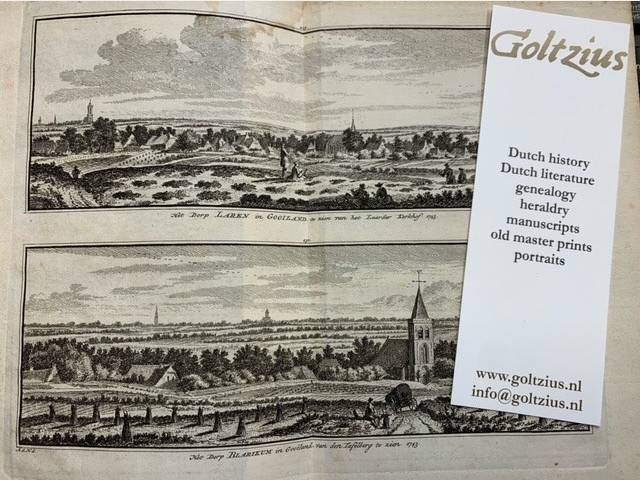 Het Dorp LAREN in GOOILAND te zien van het Laarder Kerkhof 1743.
Het Dorp BLARIKUM in Gooiland van den Tafelberg te zien 1743
Goltzius
Dutch history
Dutch literature
genealogy
heraldry
manuscripts
old master prints
portraits
www.goltzius.nl
info@goltzius.nl